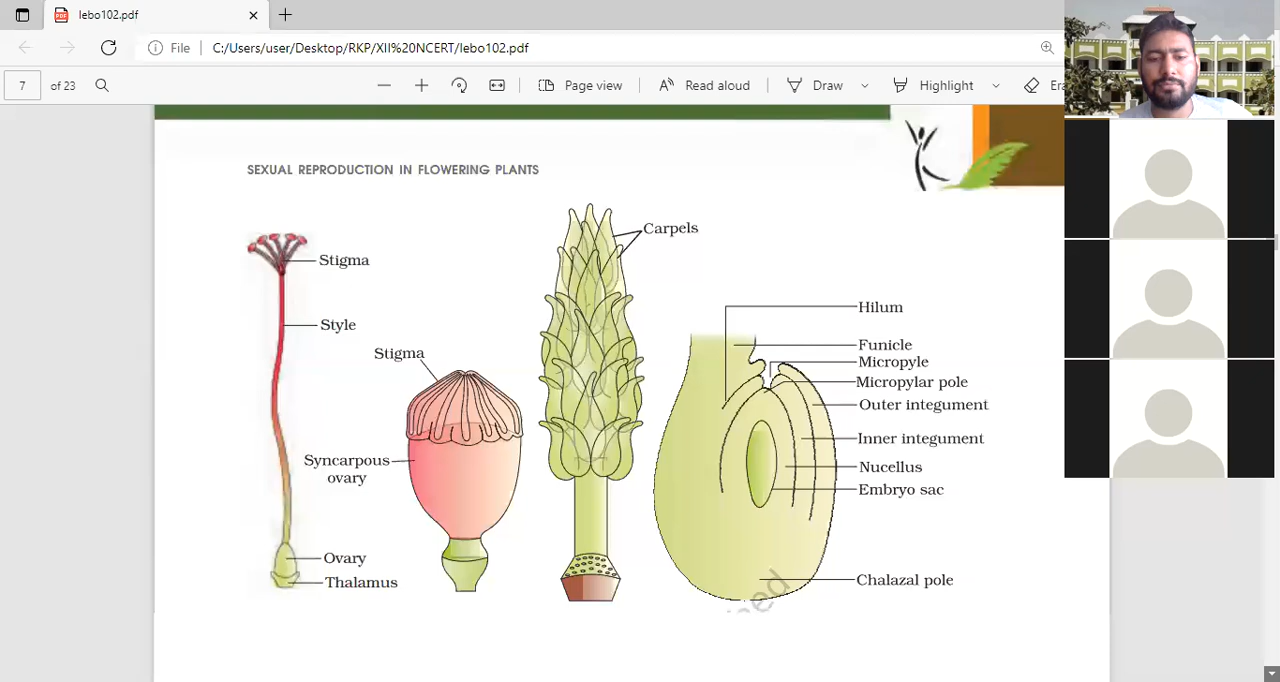 lebo102.pdf
File
C:/Users/user/Desktop/RKP/XII%20NCERT/lebo102.pdf
7
of 23
Page view
Read aloud
Draw
Highlight
SEXUAL REPRODUCTION IN FLOWERING PLANTS
Stigma
Style
Stigma
Syncarpous
ovary
Ovary
Thalamus
Carpels
Hilum
Funicle
Micropyle
Micropylar pole
Outer integument
Inner integument
Nucellus
Embryo sac
Chalazal pole